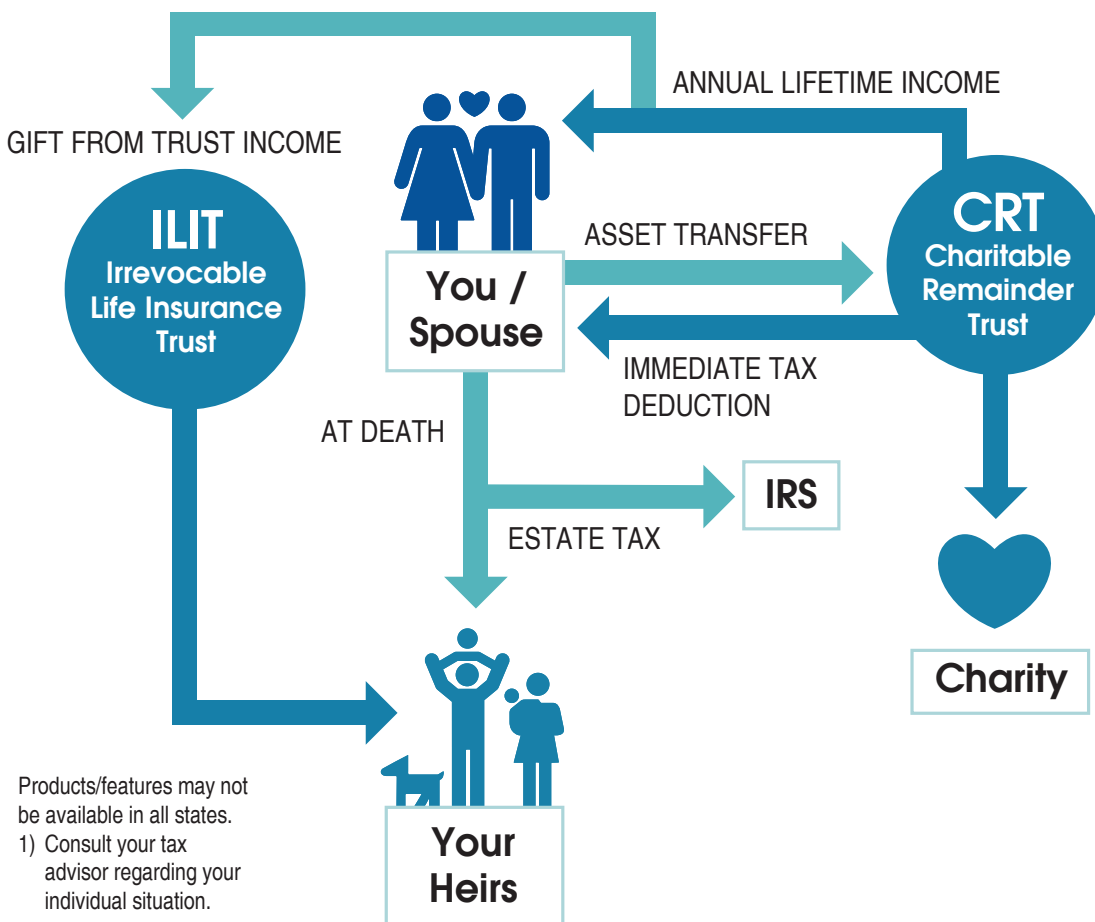 ANNUAL LIFETIME INCOME
GIFT FROM TRUST INCOME
ILIT
Irrevocable
Life Insurance
Trust
CRT
Charitable
Remainder
Trust
ASSET TRANSFER
You /
Spouse
IMMEDIATE TAX
DEDUCTION
AT DEATH
IRS
ESTATE TAX
Charity
Your
Heirs
Products/features may not
be available in all states.
1) Consult your tax
advisor regarding your
individual situation.